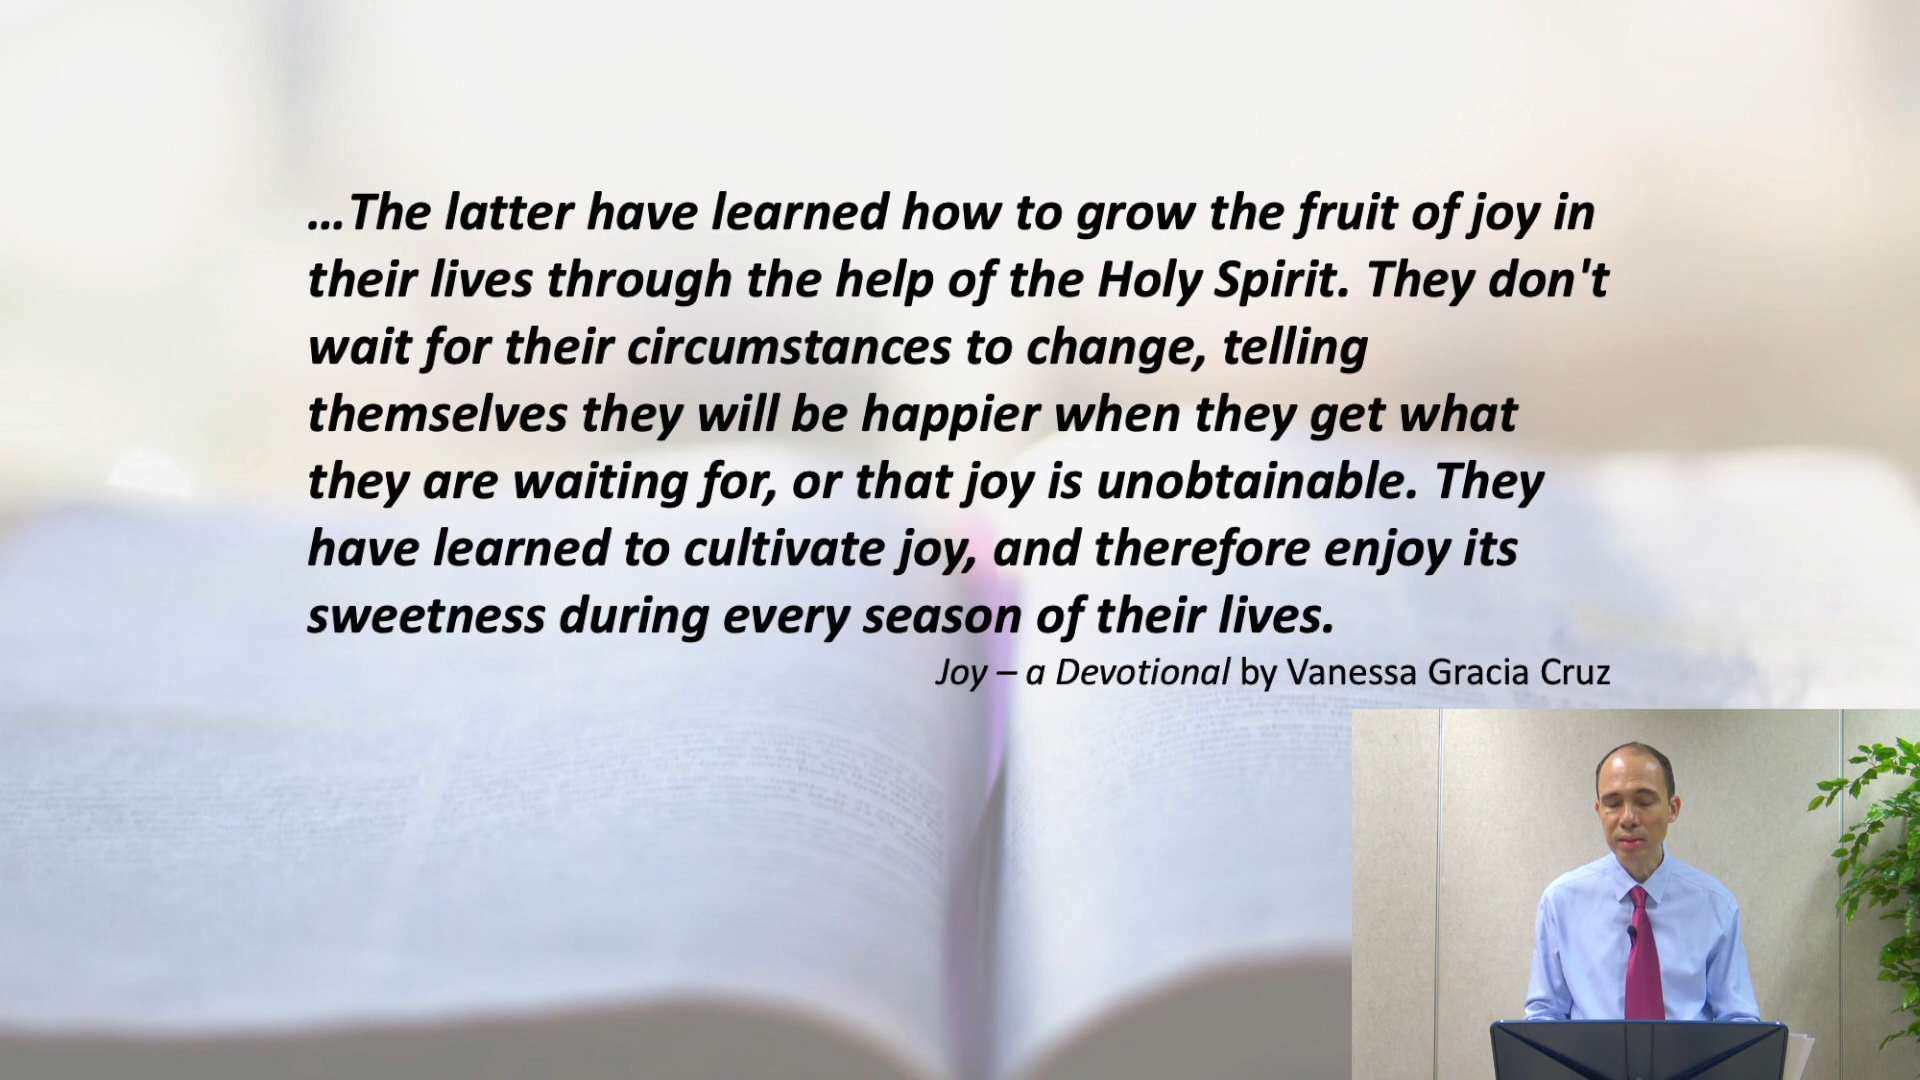 …The latter have learned how to grow the fruit of joy in
their lives through the help of the Holy Spirit. They don't
wait for their circumstances to change, telling
themselves they will be happier when they get what
they are waiting for, or that joy is unobtainable. They
have learned to cultivate joy, and therefore enjoy its
sweetness during every season of their lives.
Joy – a Devotional by Vanessa Gracia Cruz